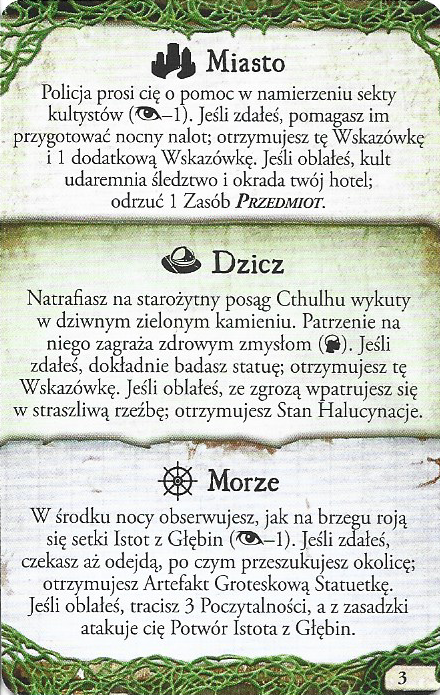 Miasto
Policja prosi cię o pomoc w namierzeniu sekty
kultystów (–1). Jeśli zdałeś, pomagasz im
przygotować nocny nalot; otrzymujesz tę Wskazówkę
i 1 dodatkową Wskazówkę. Jeśli oblałeś, kult
udaremnia śledztwo i okrada twój hotel;
odrzuć 1 Zasób PRZEDMIOT.
Dzicz
Natrafiasz na starożytny posąg Cthulhu wykuty
w dziwnym zielonym kamieniu. Patrzenie na
niego zagraża zdrowym zmysłom (). Jeśli
zdałeś, dokładnie badasz statuę; otrzymujesz tę
Wskazówkę. Jeśli oblałeś, ze zgrozą wpatrujesz się
w straszliwą rzeźbę; otrzymujesz Stan Halucynacje.
Morze
W środku nocy obserwujesz, jak na brzegu roją
się setki Istot z Głębin (–1). Jeśli zdałeś,
czekasz aż odejdą, po czym przeszukujesz okolicę;
otrzymujesz Artefakt Groteskową Statuetkę.
Jeśli oblałeś, tracisz 3 Poczytalności, a z zasadzki
atakuje cię Potwór Istota z Głębin.
3